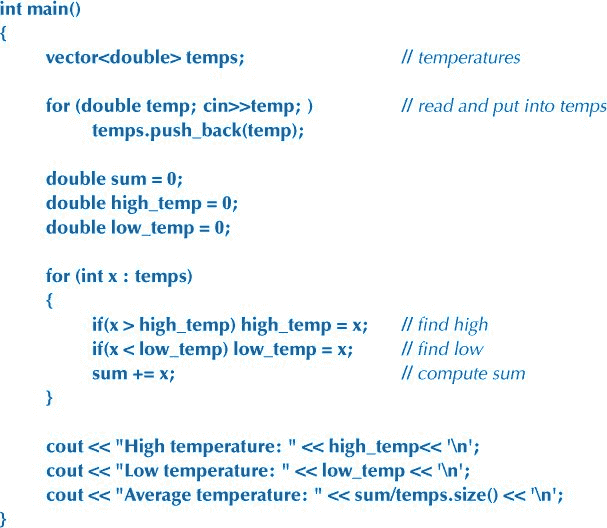 int main()
{
vector<double> temps; // temperatures
for (double temp; cin>>temp; ) // read and put into temps
temps.push_back(temp);
double sum = 0;
double high_temp = 0;
double low_temp = 0;
for (int x : temps)
{
if(x > high_temp) high_temp = x; // find high
if(x < low_temp) low_temp = x; // find low
sum += x; // compute sum
}
cout << "High temperature: " << high_temp<< '\n';
cout << "Low temperature: " << low_temp << '\n';
cout << "Average temperature: " << sum/temps.size() << '\n';
}